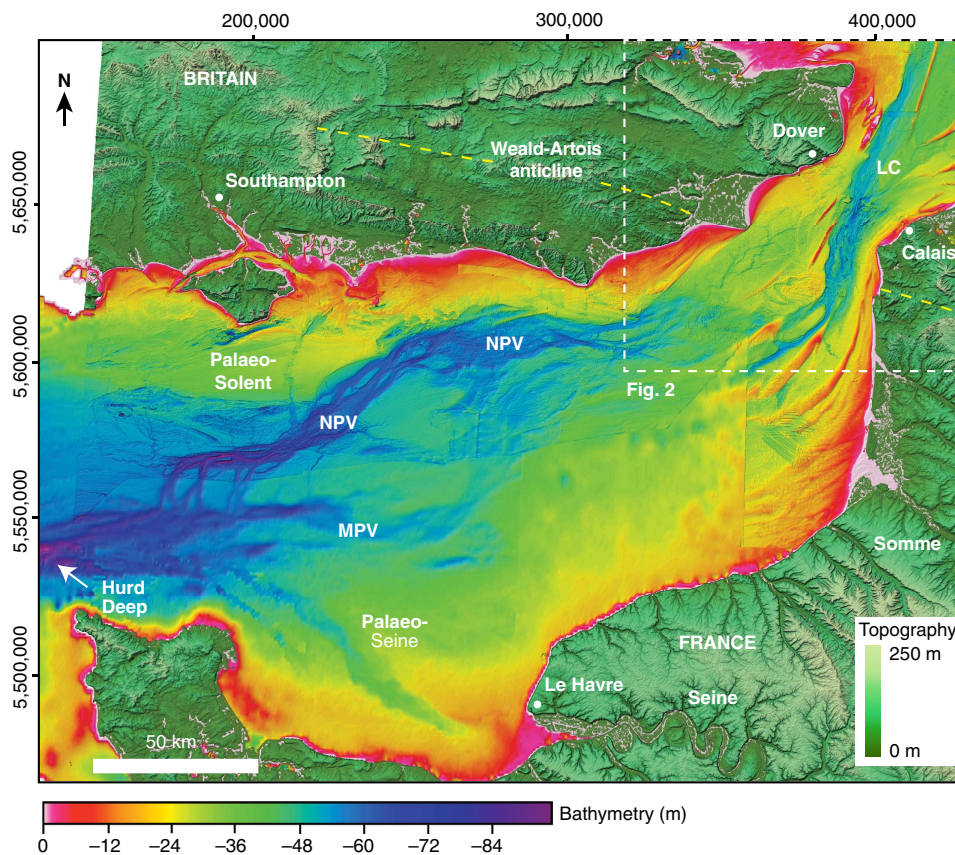 200,000
300,000
400,000
N
BRITAIN
Dover
Weald-Artois
anticline
LC
Southampton
5,650,000
Calais
Palaeo-
Solent
NPV
5,600,000
Fig. 2
NPV
5,550,000
MPV
Somme
Hurd
Deep
Palaeo-
Seine
FRANCE
Topography
250 m
5,500,000
Le Havre
Seine
50 km
0 m
Bathymetry (m)
0
–12
–24
–36
–48
–60
–72
–84